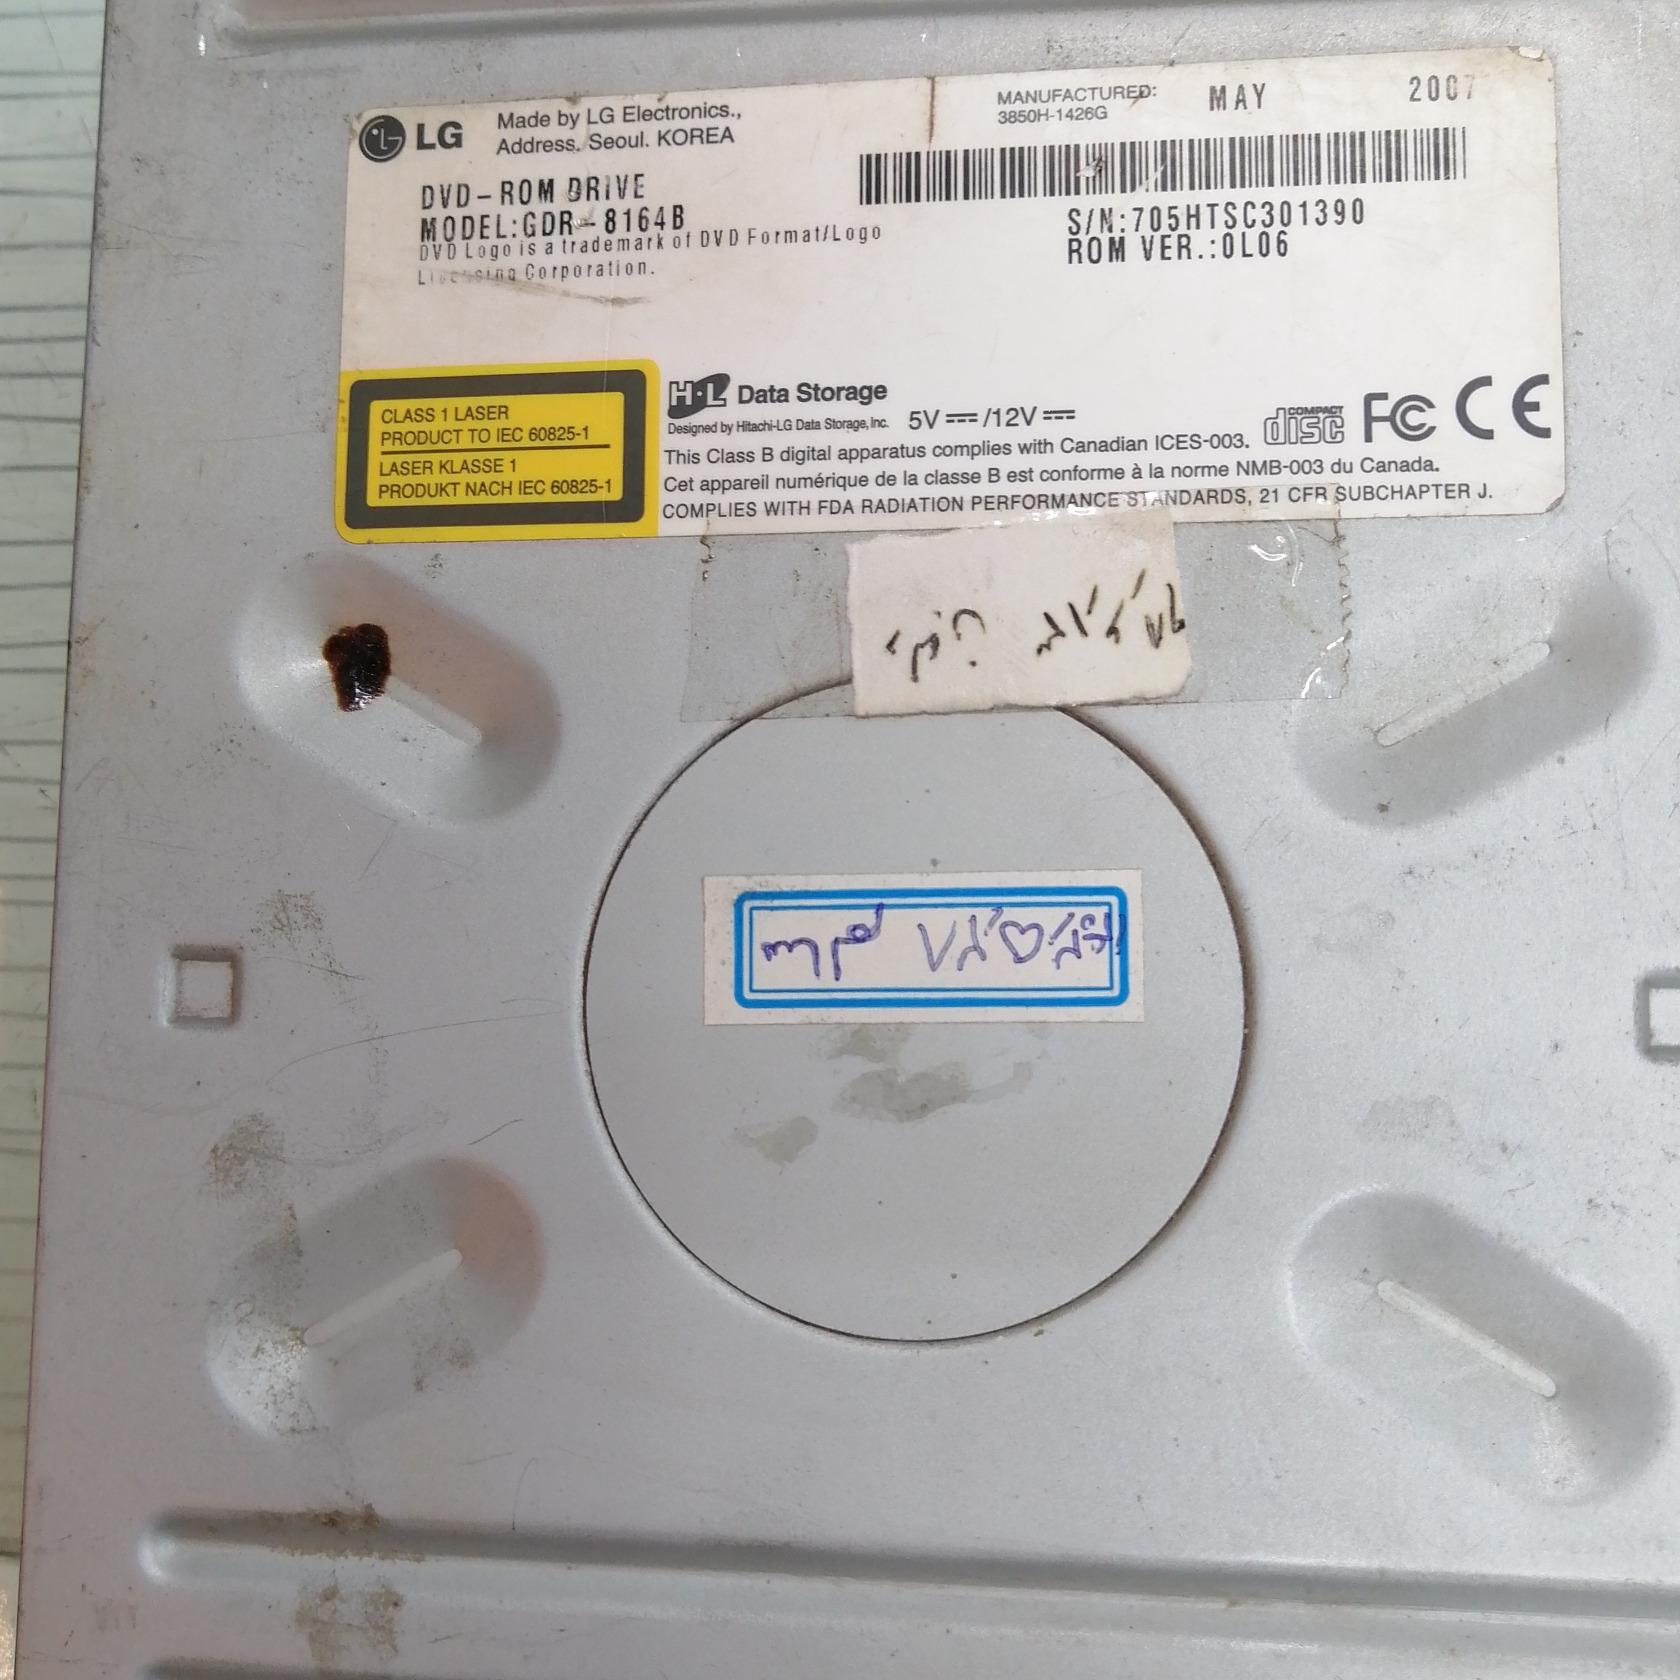 LG
Made by LG Electronics.,
Address. Seoul. KOREA
MANUFACTURED: MAY 2007
3850H-1426G
DVD-ROM DRIVE
MODEL:GDR-8164B
DVD Logo is a trademark of DVD Format/Logo
Licensing Corporation.
S/N:705HTSC301390
ROM VER.:0L06
CLASS 1 LASER
PRODUCT TO IEC 60825-1
LASER KLASSE 1
PRODUKT NACH IEC 60825-1
H·L Data Storage
Designed by Hitachi-LG Data Storage, Inc. 5V /12V
COMPACT
disc
FC CE
This Class B digital apparatus complies with Canadian ICES-003.
Cet appareil numérique de la classe B est conforme à la norme NMB-003 du Canada.
COMPLIES WITH FDA RADIATION PERFORMANCE STANDARDS, 21 CFR SUBCHAPTER J.
سالم